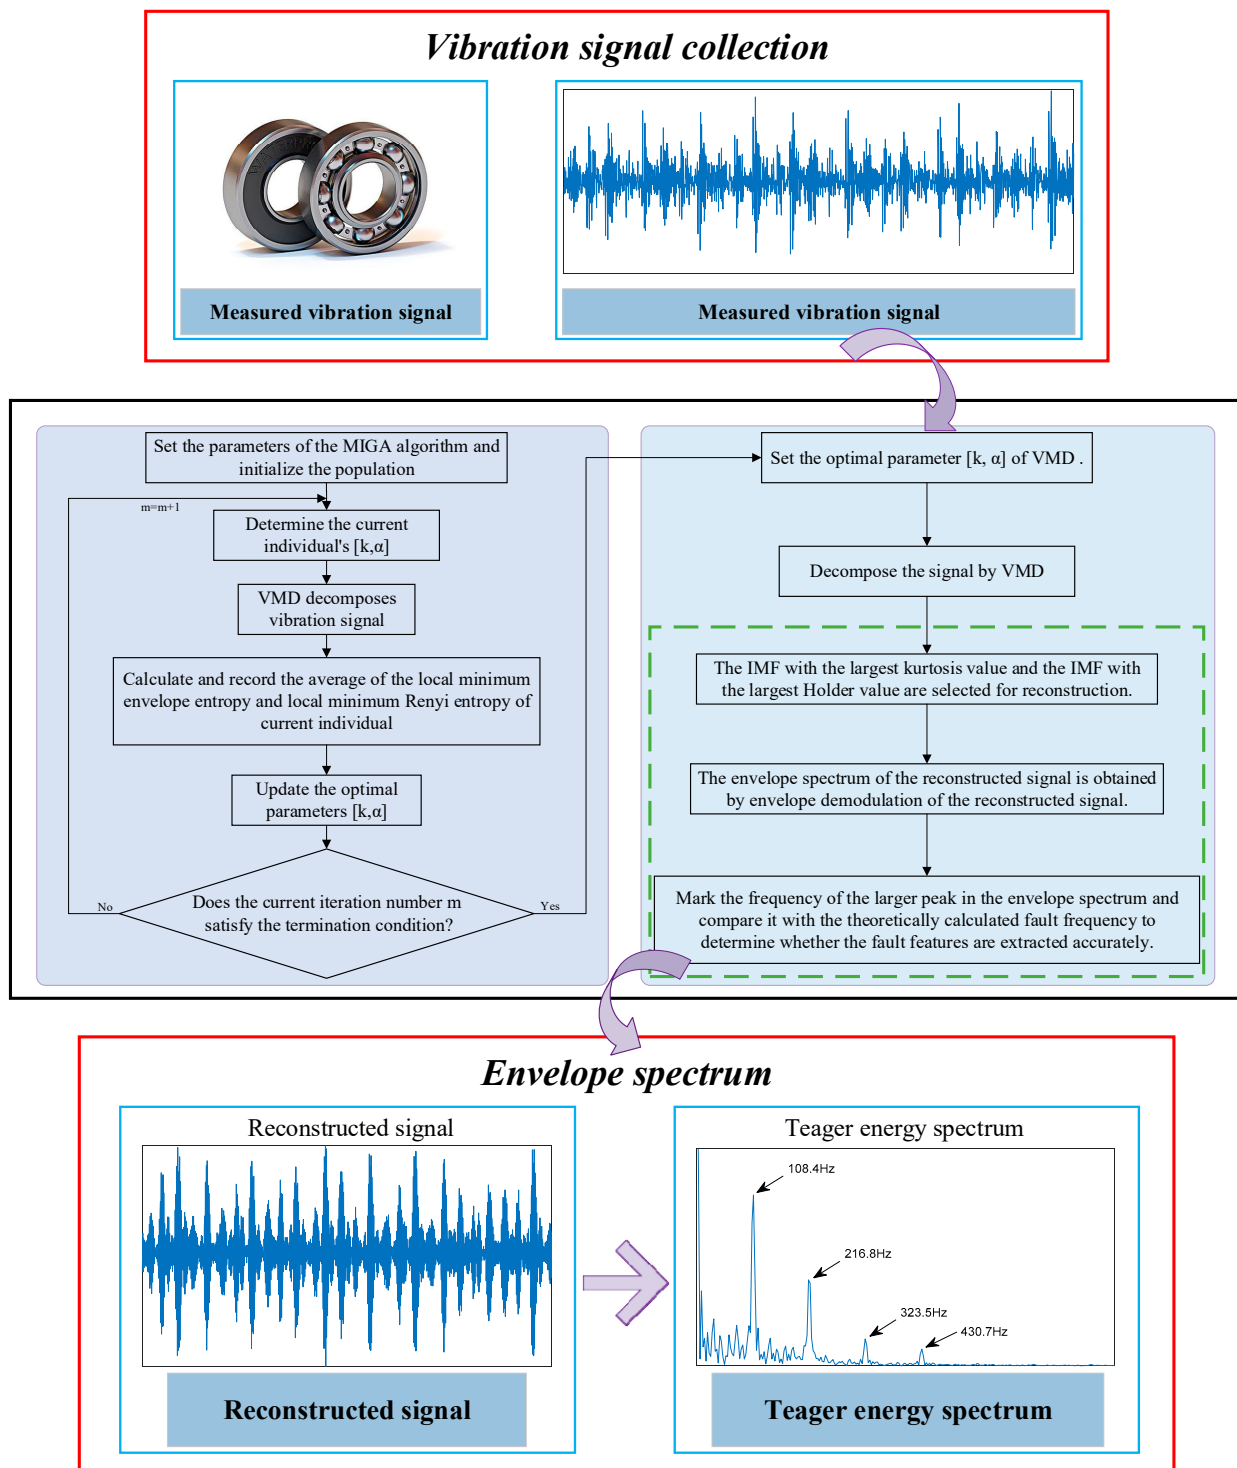 Vibration signal collection
Measured vibration signal
Measured vibration signal
Set the parameters of the MIGA algorithm and
initialize the population
m=m+1
Determine the current
individual's [k,α]
VMD decomposes
vibration signal
Calculate and record the average of the local minimum
envelope entropy and local minimum Renyi entropy of
current individual
Update the optimal
parameters [k,α]
No
Does the current iteration number m
satisfy the termination condition?
Yes
Set the optimal parameter [k, α] of VMD .
Decompose the signal by VMD
The IMF with the largest kurtosis value and the IMF with
the largest Holder value are selected for reconstruction.
The envelope spectrum of the reconstructed signal is obtained
by envelope demodulation of the reconstructed signal.
Mark the frequency of the larger peak in the envelope spectrum and
compare it with the theoretically calculated fault frequency to
determine whether the fault features are extracted accurately.
Envelope spectrum
Reconstructed signal
Reconstructed signal
Teager energy spectrum
108.4Hz
216.8Hz
323.5Hz
430.7Hz
Teager energy spectrum